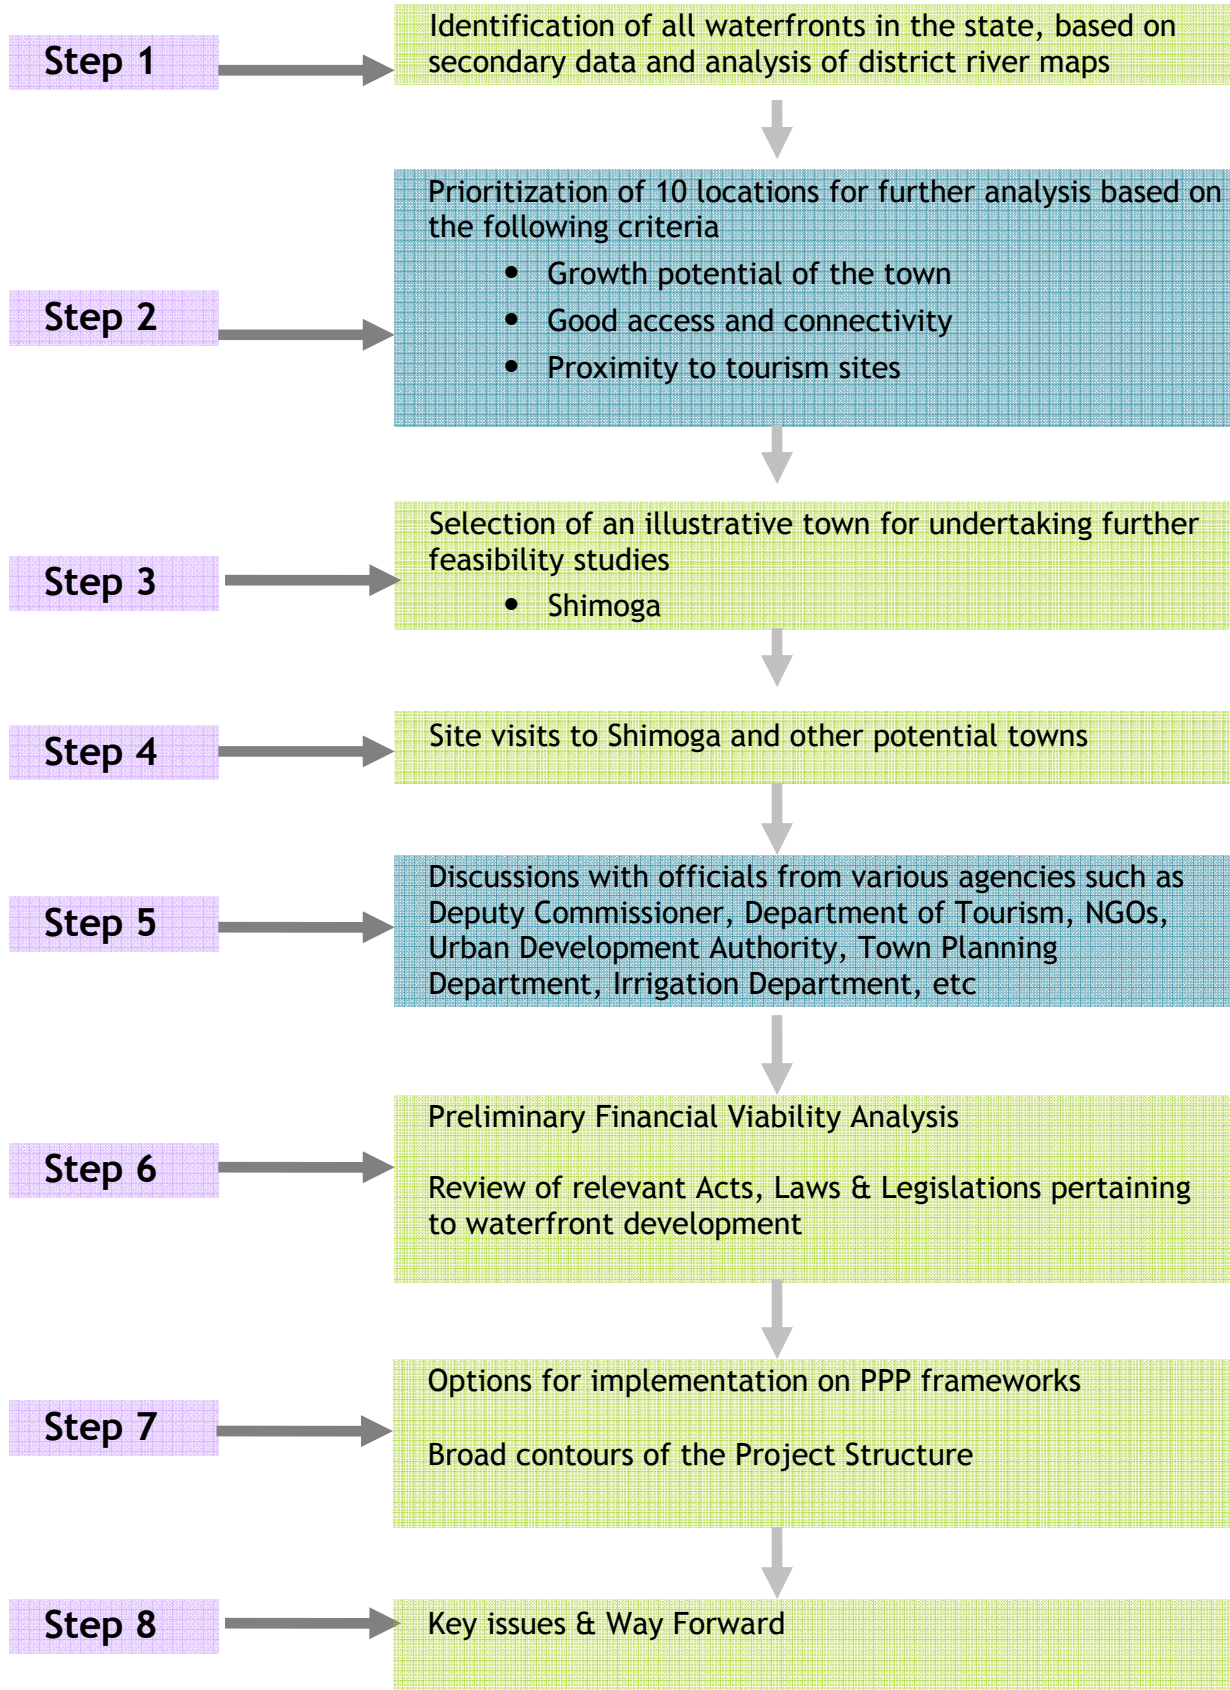 Step 1
Identification of all waterfronts in the state, based on
secondary data and analysis of district river maps
Step 2
Prioritization of 10 locations for further analysis based on
the following criteria
• Growth potential of the town
• Good access and connectivity
• Proximity to tourism sites
Step 3
Selection of an illustrative town for undertaking further
feasibility studies
• Shimoga
Step 4
Site visits to Shimoga and other potential towns
Step 5
Discussions with officials from various agencies such as
Deputy Commissioner, Department of Tourism, NGOs,
Urban Development Authority, Town Planning
Department, Irrigation Department, etc
Step 6
Preliminary Financial Viability Analysis
Review of relevant Acts, Laws & Legislations pertaining
to waterfront development
Step 7
Options for implementation on PPP frameworks
Broad contours of the Project Structure
Step 8
Key issues & Way Forward